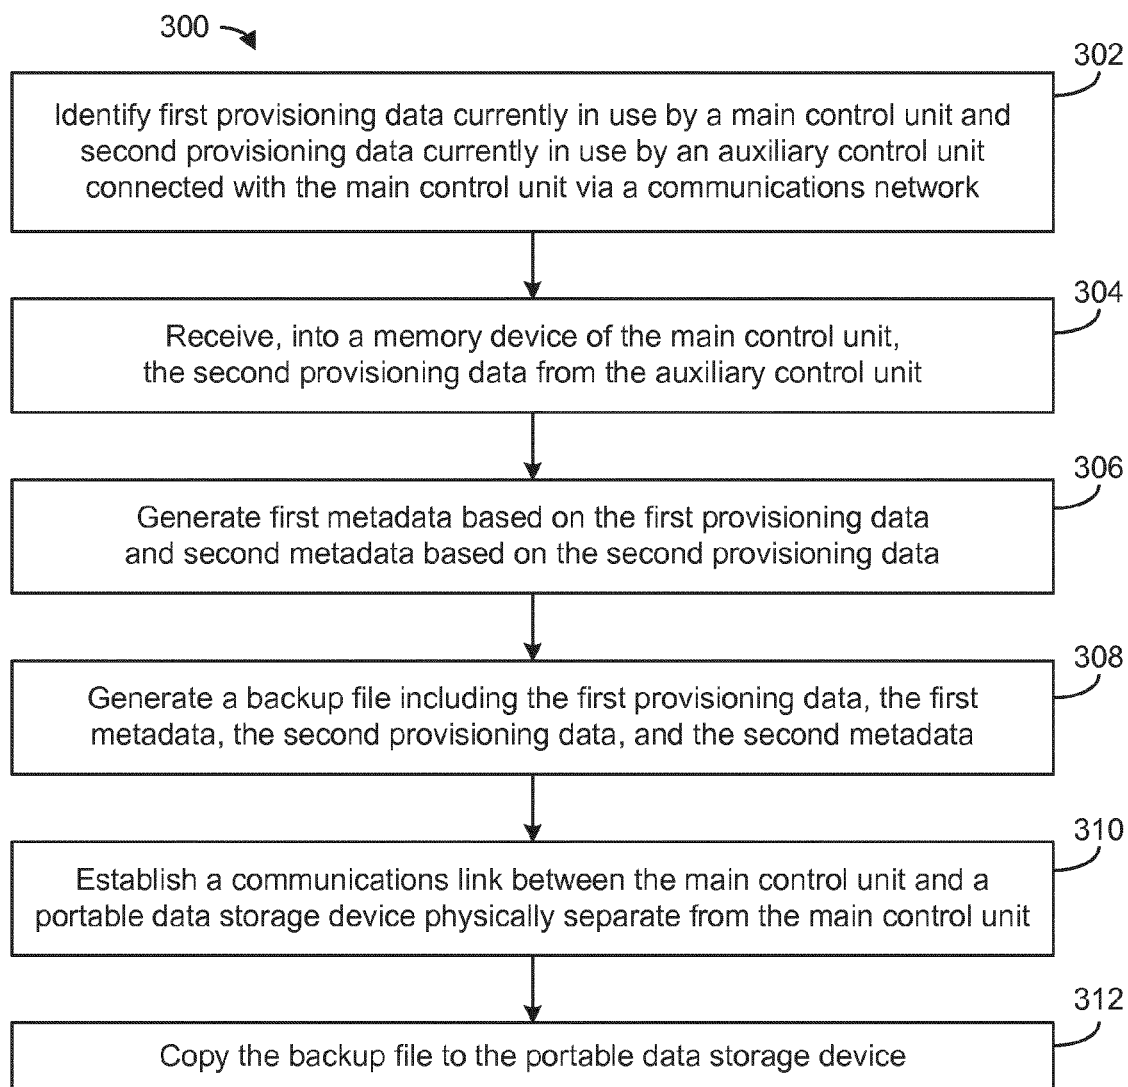 300
302
Identify first provisioning data currently in use by a main control unit and
second provisioning data currently in use by an auxiliary control unit
connected with the main control unit via a communications network
304
Receive, into a memory device of the main control unit,
the second provisioning data from the auxiliary control unit
306
Generate first metadata based on the first provisioning data
and second metadata based on the second provisioning data
308
Generate a backup file including the first provisioning data, the first
metadata, the second provisioning data, and the second metadata
310
Establish a communications link between the main control unit and a
portable data storage device physically separate from the main control unit
312
Copy the backup file to the portable data storage device